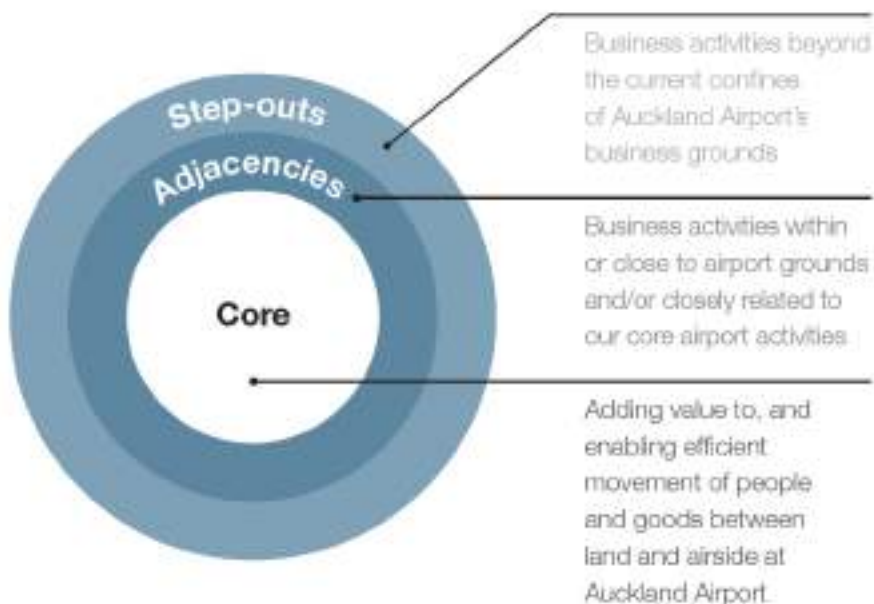 Step-outs
Adjacencies
Core
Business activities beyond
the current confines
of Auckland Airport's
business grounds
Business activities within
or close to airport grounds
and/or closely related to
our core airport activities
Adding value to, and
enabling efficient
movement of people
and goods between
land and airside at
Auckland Airport